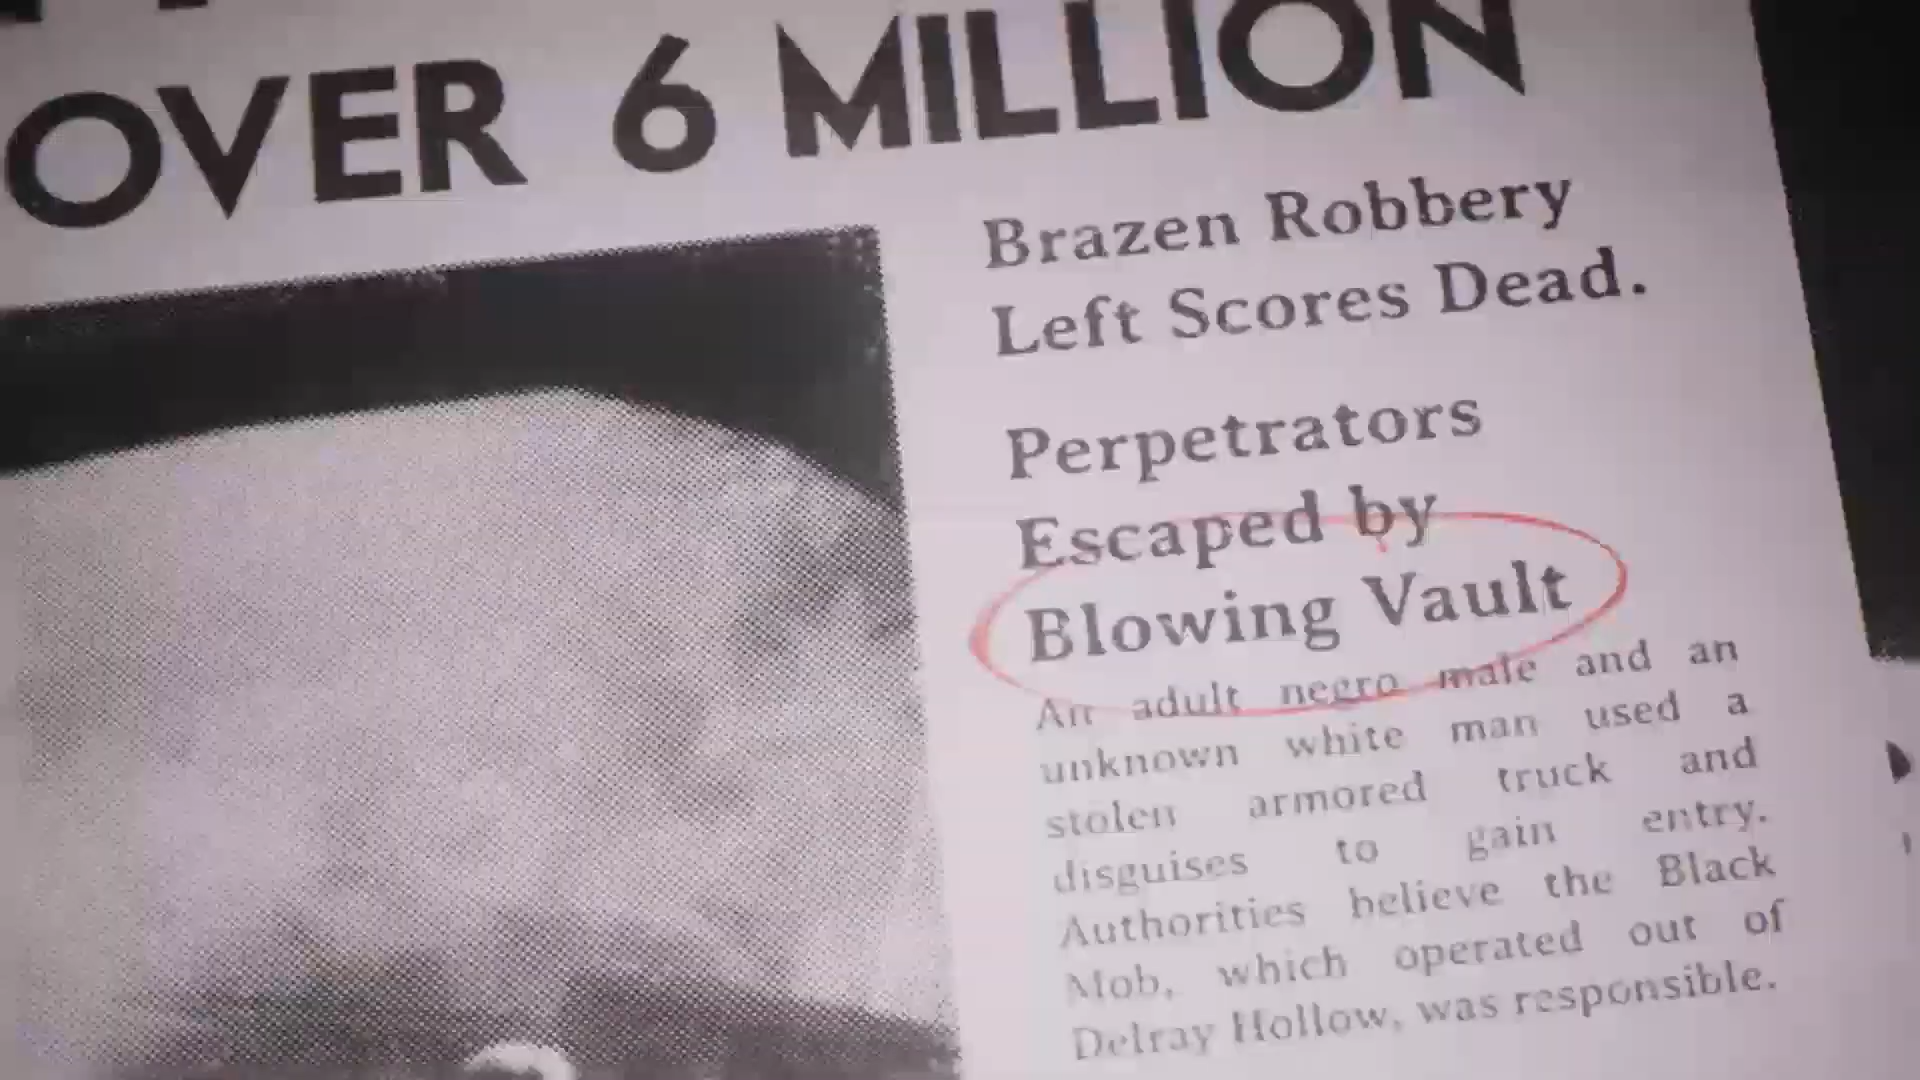 OVER 6 MILLION
Brazen Robbery
Left Scores Dead.
Perpetrators
Escaped by
Blowing Vault
An adult negro male and an
unknown white man used a
stolen armored truck and
disguises to gain entry.
Authorities believe the Black
Mob, which operated out of
Delray Hollow, was responsible.